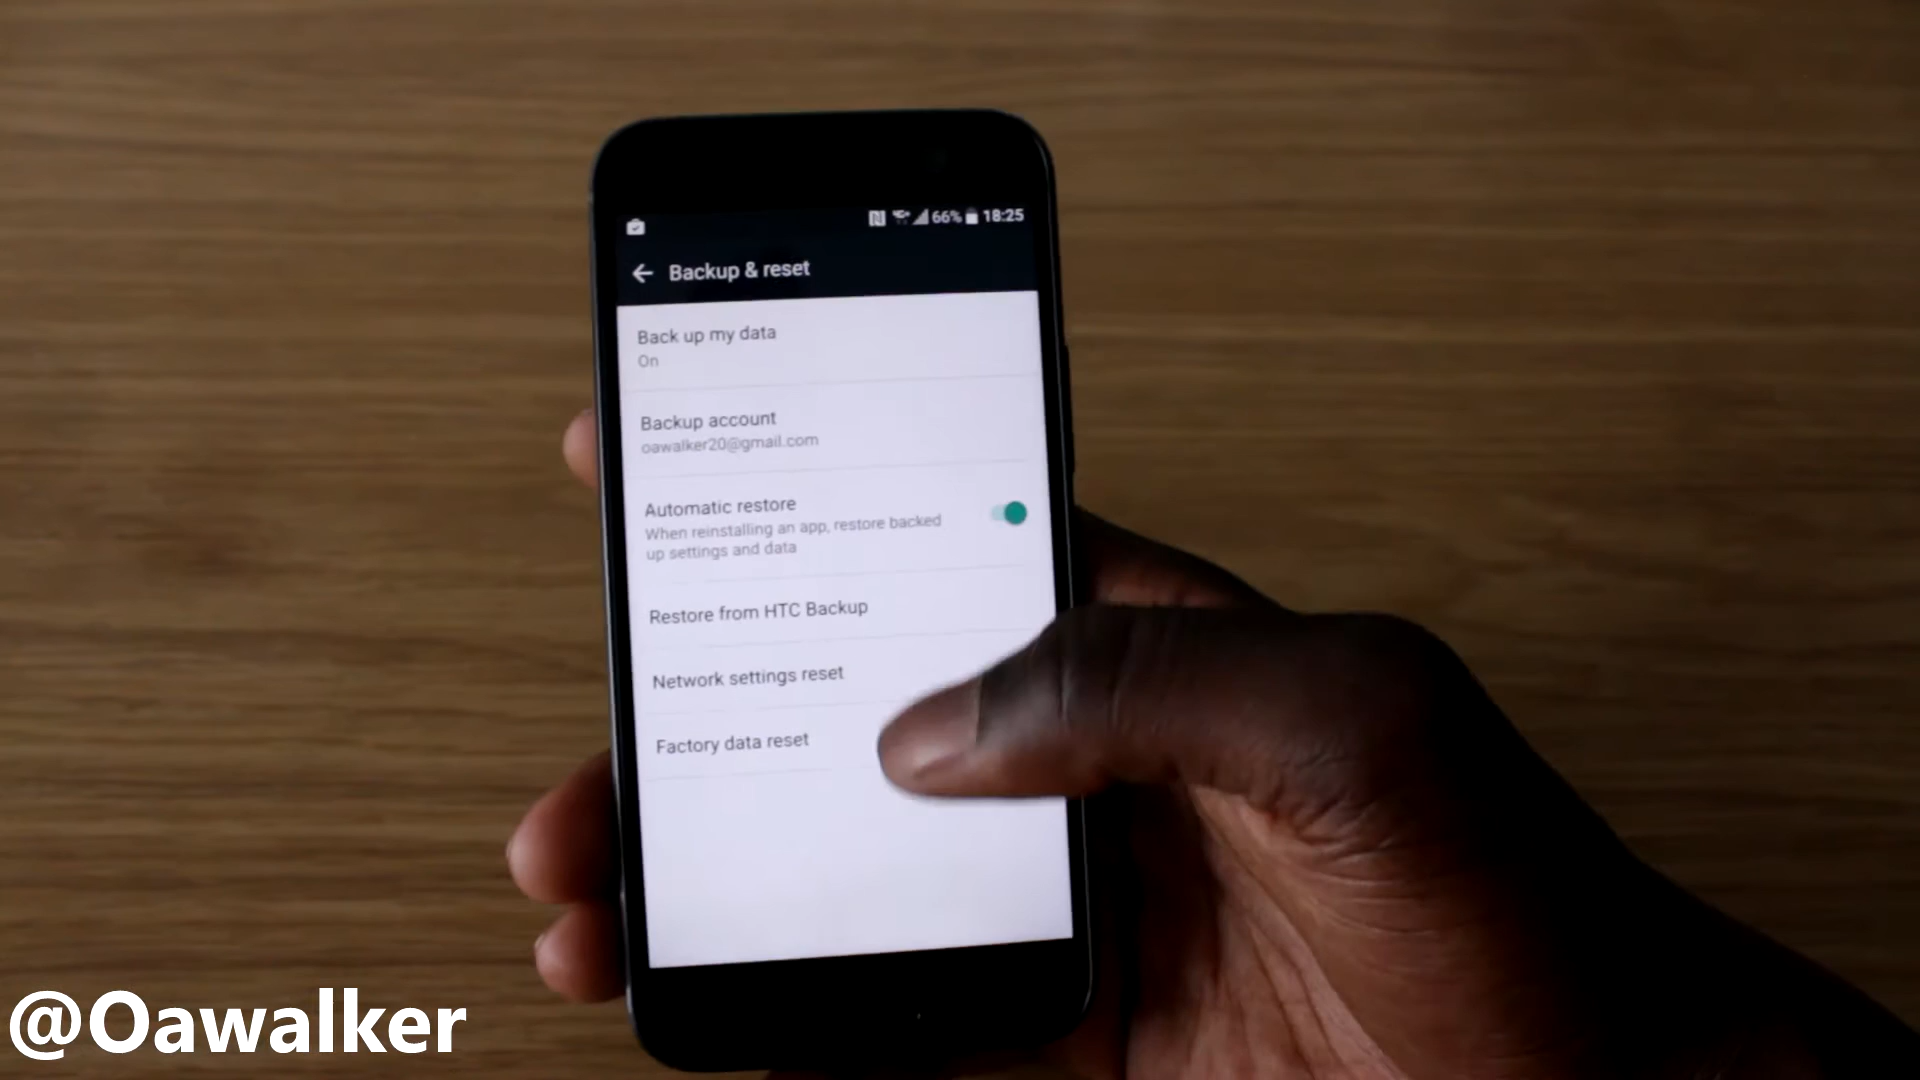 66% 18:25
Backup & reset
Back up my data
On
Backup account
oawalker20@gmail.com
Automatic restore
When reinstalling an app, restore backed
up settings and data
Restore from HTC Backup
Network settings reset
Factory data reset
@Oawalker